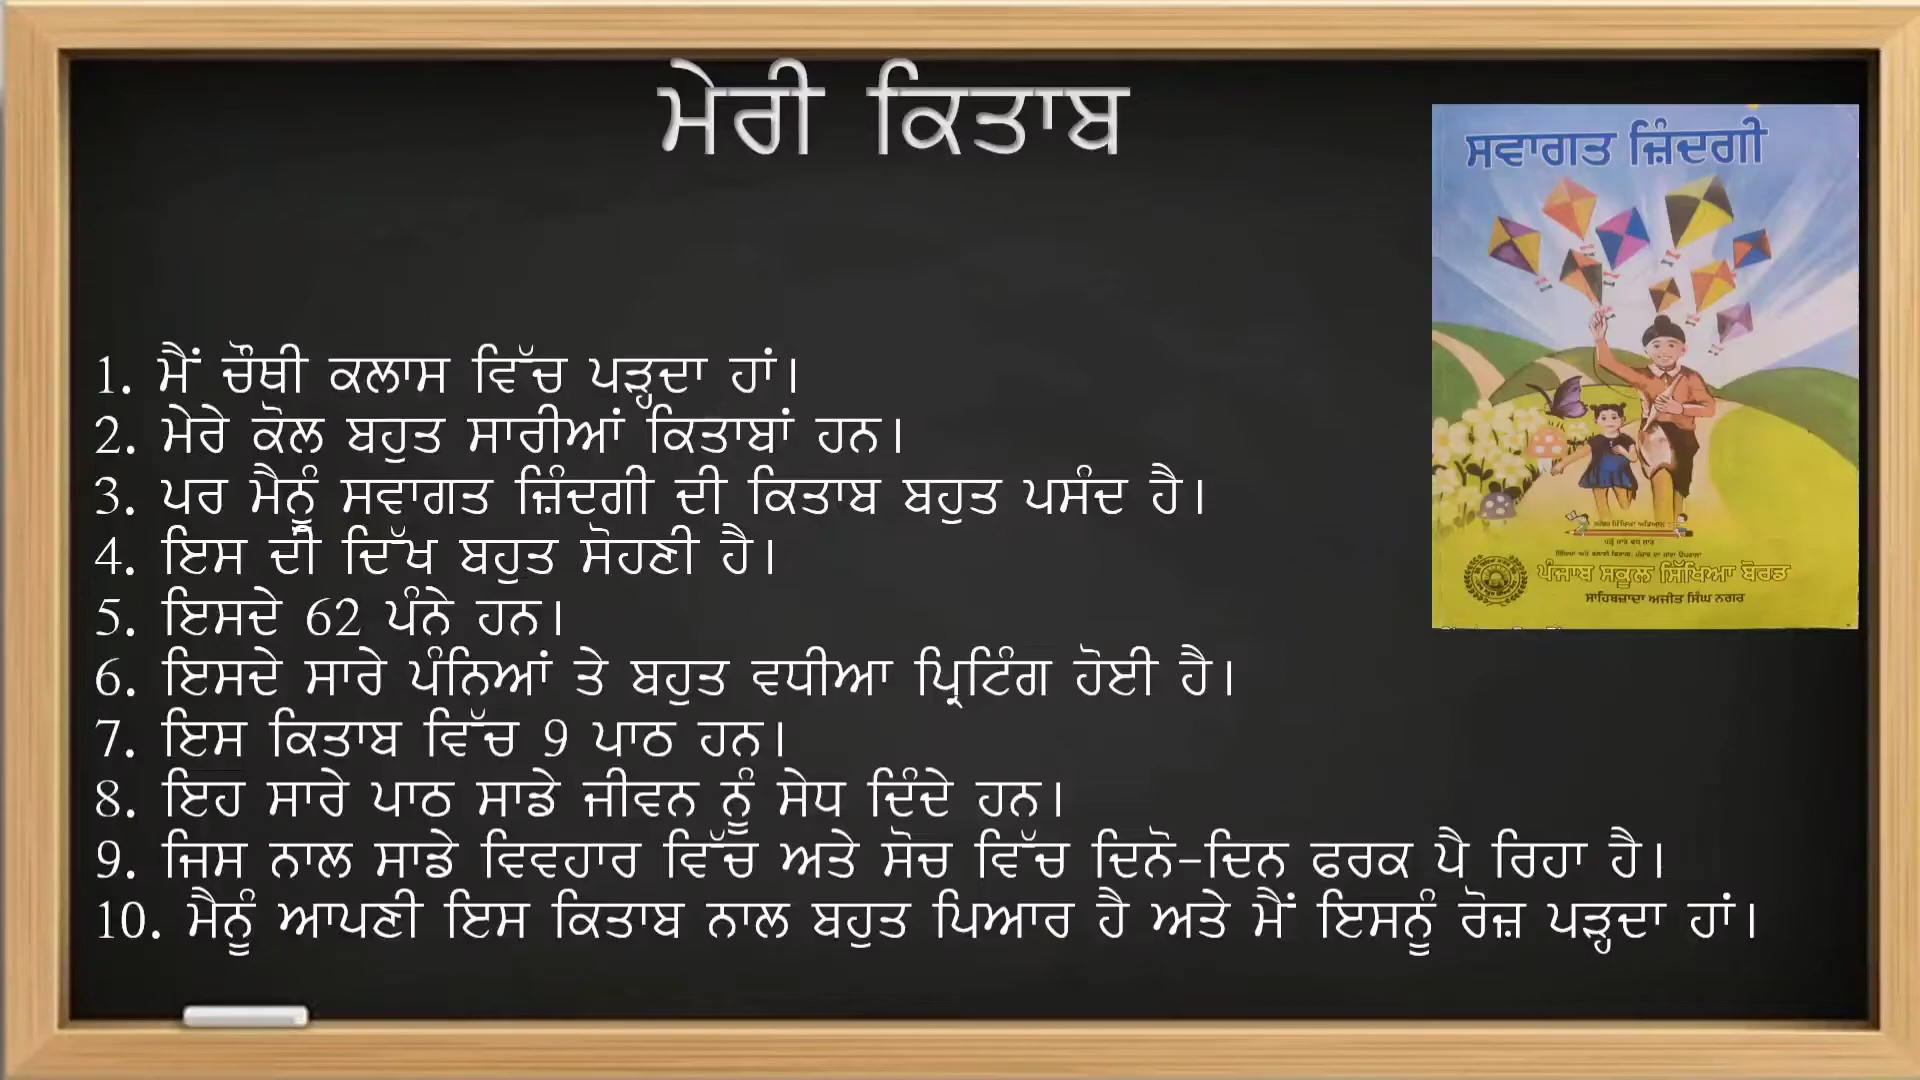 ਮੇਰੀ ਕਿਤਾਬ
ਸਵਾਗਤ ਜ਼ਿੰਦਗੀ
1. ਮੈਂ ਚੌਥੀ ਕਲਾਸ ਵਿੱਚ ਪੜ੍ਹਦਾ ਹਾਂ।
2. ਮੇਰੇ ਕੋਲ ਬਹੁਤ ਸਾਰੀਆਂ ਕਿਤਾਬਾਂ ਹਨ।
3. ਪਰ ਮੈਨੂੰ ਸਵਾਗਤ ਜ਼ਿੰਦਗੀ ਦੀ ਕਿਤਾਬ ਬਹੁਤ ਪਸੰਦ ਹੈ।
4. ਇਸ ਦੀ ਦਿੱਖ ਬਹੁਤ ਸੋਹਣੀ ਹੈ।
5. ਇਸਦੇ 62 ਪੰਨੇ ਹਨ।
6. ਇਸਦੇ ਸਾਰੇ ਪੰਨਿਆਂ ਤੇ ਬਹੁਤ ਵਧੀਆ ਪ੍ਰਿਟਿੰਗ ਹੋਈ ਹੈ।
7. ਇਸ ਕਿਤਾਬ ਵਿੱਚ 9 ਪਾਠ ਹਨ।
8. ਇਹ ਸਾਰੇ ਪਾਠ ਸਾਡੇ ਜੀਵਨ ਨੂੰ ਸੇਧ ਦਿੰਦੇ ਹਨ।
9. ਜਿਸ ਨਾਲ ਸਾਡੇ ਵਿਵਹਾਰ ਵਿੱਚ ਅਤੇ ਸੋਚ ਵਿੱਚ ਦਿਨੋ-ਦਿਨ ਫਰਕ ਪੈ ਰਿਹਾ ਹੈ।
10. ਮੈਨੂੰ ਆਪਣੀ ਇਸ ਕਿਤਾਬ ਨਾਲ ਬਹੁਤ ਪਿਆਰ ਹੈ ਅਤੇ ਮੈਂ ਇਸਨੂੰ ਰੋਜ਼ ਪੜ੍ਹਦਾ ਹਾਂ।
ਪੰਜਾਬ ਸਕੂਲ ਸਿੱਖਿਆ ਬੋਰਡ
ਸਾਹਿਬਜ਼ਾਦਾ ਅਜੀਤ ਸਿੰਘ ਨਗਰ